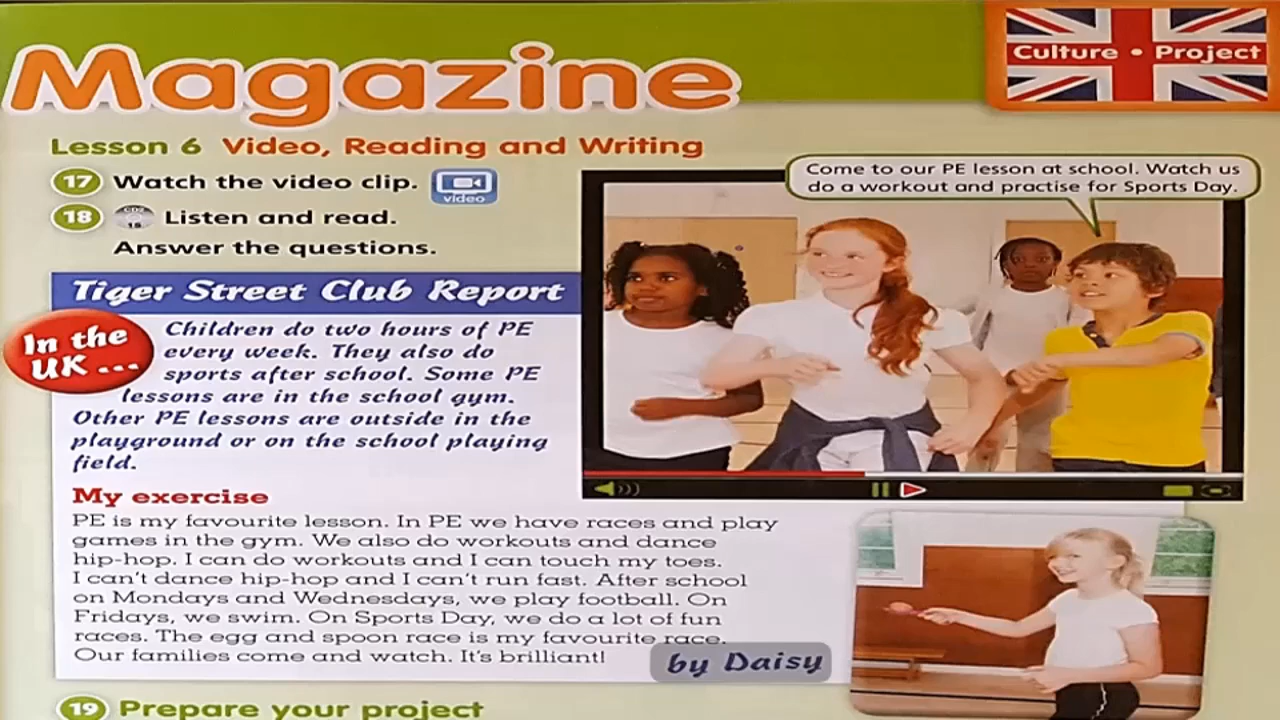 Culture • Project
Magazine
Lesson 6 Video, Reading and Writing
17 Watch the video clip.
video
18 Listen and read.
Answer the questions.
Come to our PE lesson at school. Watch us
do a workout and practise for Sports Day.
Tiger Street Club Report
In the
UK ...
Children do two hours of PE
every week. They also do
sports after school. Some PE
lessons are in the school gym.
Other PE lessons are outside in the
playground or on the school playing
field.
My exercise
PE is my favourite lesson. In PE we have races and play
games in the gym. We also do workouts and dance
hip-hop. I can do workouts and I can touch my toes.
I can't dance hip-hop and I can't run fast. After school
on Mondays and Wednesdays, we play football. On
Fridays, we swim. On Sports Day, we do a lot of fun
races. The egg and spoon race is my favourite race.
Our families come and watch. It's brilliant!
by Daisy
19 Prepare your project